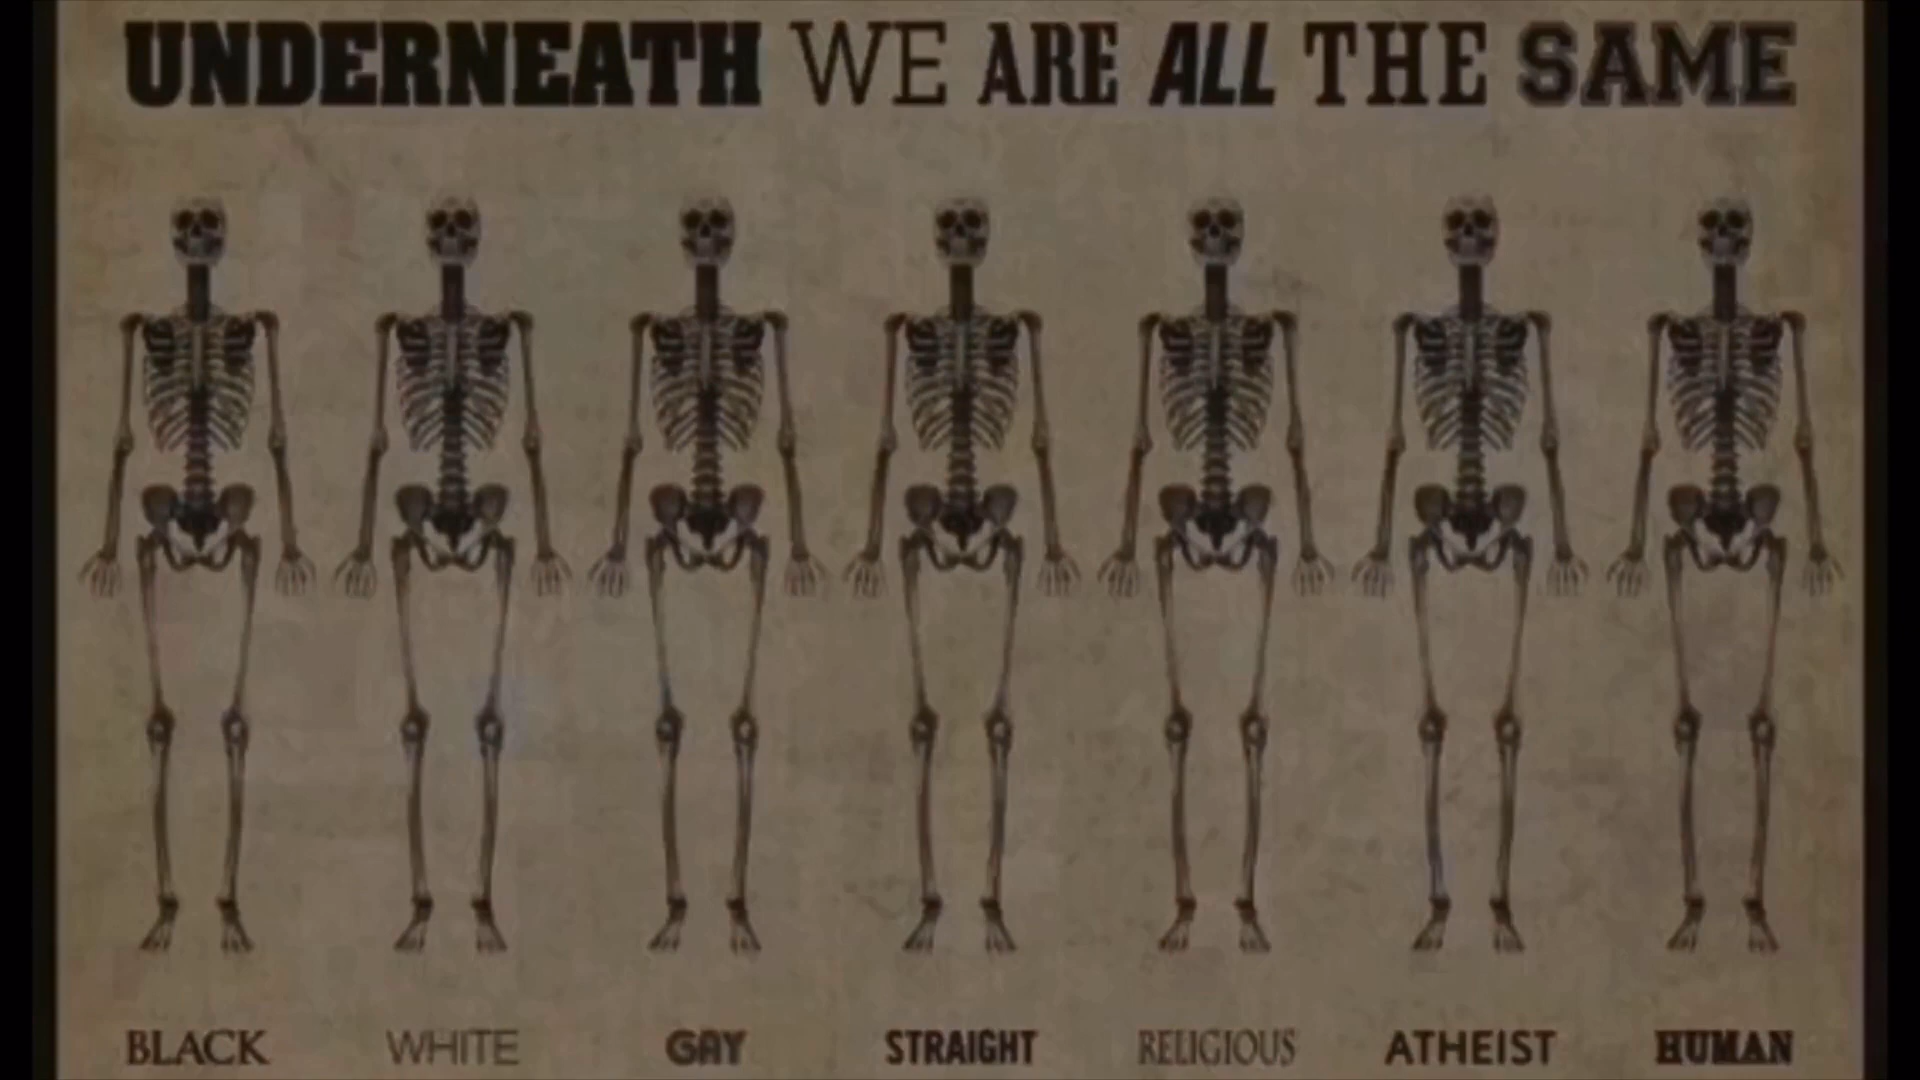 UNDERNEATH WE ARE ALL THE SAME
BLACK WHITE GAY STRAIGHT RELIGIOUS ATHEIST HUMAN